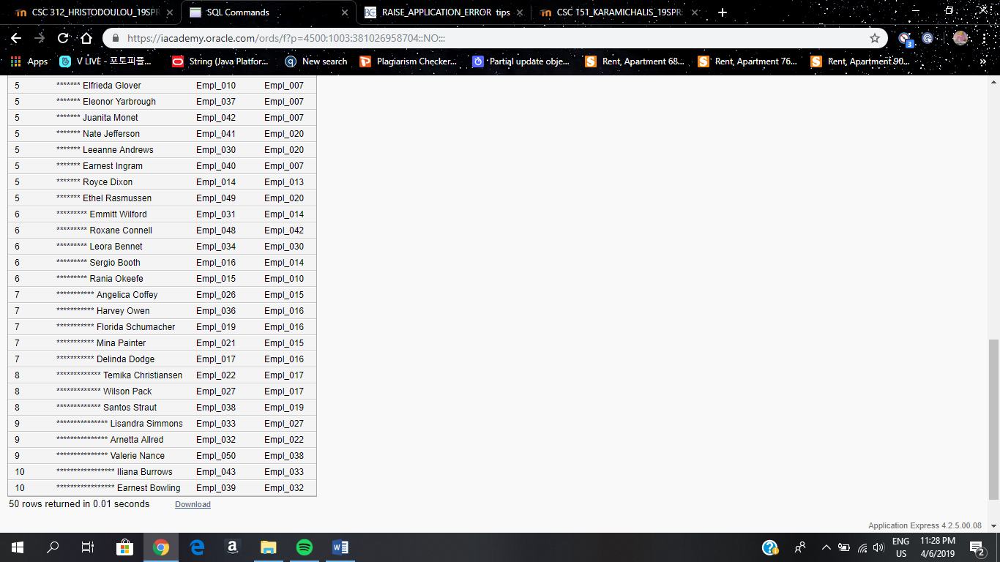 CSC 312_HRISTODOULOU_19SPR
SQL Commands
RAISE_APPLICATION_ERROR tips
CSC 151_KARAMICHALIS_19SPR
https://iacademy.oracle.com/ords/f?p=4500:1003:381026958704::NO:::
3
Apps
V LIVE - 포토피플...
String (Java Platfor...
New search
Plagiarism Checker...
Partial update obje...
Rent, Apartment 68...
Rent, Apartment 76...
Rent, Apartment 90...
5 ******* Elfrieda Glover Empl_010 Empl_007
5 ******* Eleonor Yarbrough Empl_037 Empl_007
5 ******* Juanita Monet Empl_042 Empl_007
5 ******* Nate Jefferson Empl_041 Empl_020
5 ******* Leeanne Andrews Empl_030 Empl_020
5 ******* Earnest Ingram Empl_040 Empl_007
5 ******* Royce Dixon Empl_014 Empl_013
5 ******* Ethel Rasmussen Empl_049 Empl_020
6 ********* Emmitt Wilford Empl_031 Empl_014
6 ********* Roxane Connell Empl_048 Empl_042
6 ********* Leora Bennet Empl_034 Empl_030
6 ********* Sergio Booth Empl_016 Empl_014
6 ********* Rania Okeefe Empl_015 Empl_010
7 *********** Angelica Coffey Empl_026 Empl_015
7 *********** Harvey Owen Empl_036 Empl_016
7 *********** Florida Schumacher Empl_019 Empl_016
7 *********** Mina Painter Empl_021 Empl_015
7 *********** Delinda Dodge Empl_017 Empl_016
8 ************* Temika Christiansen Empl_022 Empl_017
8 ************* Wilson Pack Empl_027 Empl_017
8 ************* Santos Straut Empl_038 Empl_019
9 *************** Lisandra Simmons Empl_033 Empl_027
9 *************** Arnetta Allred Empl_032 Empl_022
9 *************** Valerie Nance Empl_050 Empl_038
10 ***************** Iliana Burrows Empl_043 Empl_033
10 ***************** Earnest Bowling Empl_039 Empl_032
50 rows returned in 0.01 seconds Download
Application Express 4.2.5.00.08
ENG
US
11:28 PM
4/6/2019
2